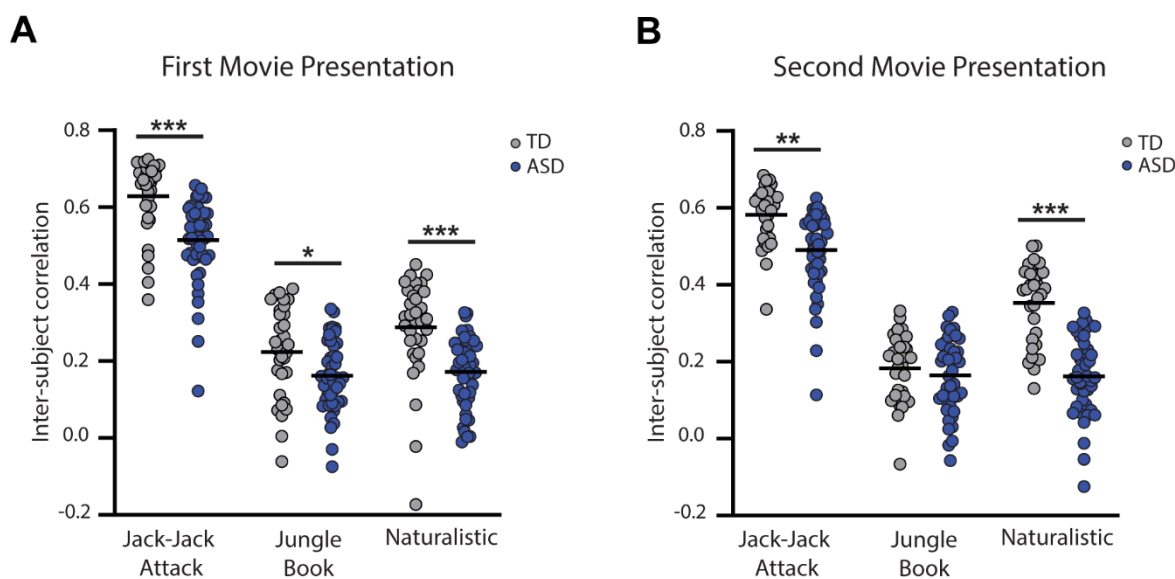 A
First Movie Presentation
Inter-subject correlation
0.8
0.6
0.4
0.2
0.0
-0.2
***
*
***
TD
ASD
Jack-Jack
Attack
Jungle
Book
Naturalistic
B
Second Movie Presentation
Inter-subject correlation
0.8
0.6
0.4
0.2
0.0
-0.2
**
***
TD
ASD
Jack-Jack
Attack
Jungle
Book
Naturalistic